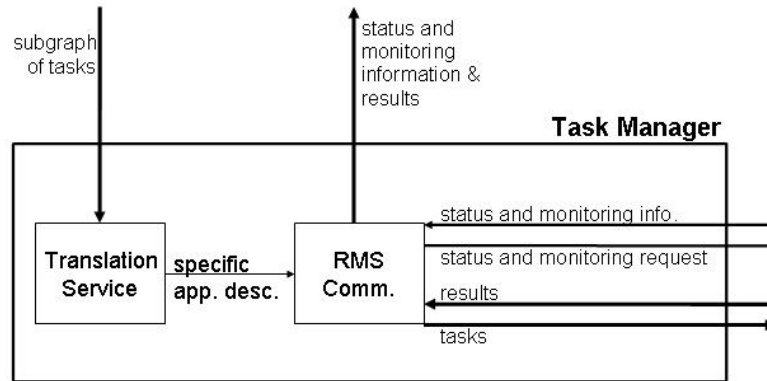 subgraph
of tasks
status and
monitoring
information &
results
Task Manager
Translation
Service
specific
app. desc.
RMS
Comm.
status and monitoring info.
status and monitoring request
results
tasks